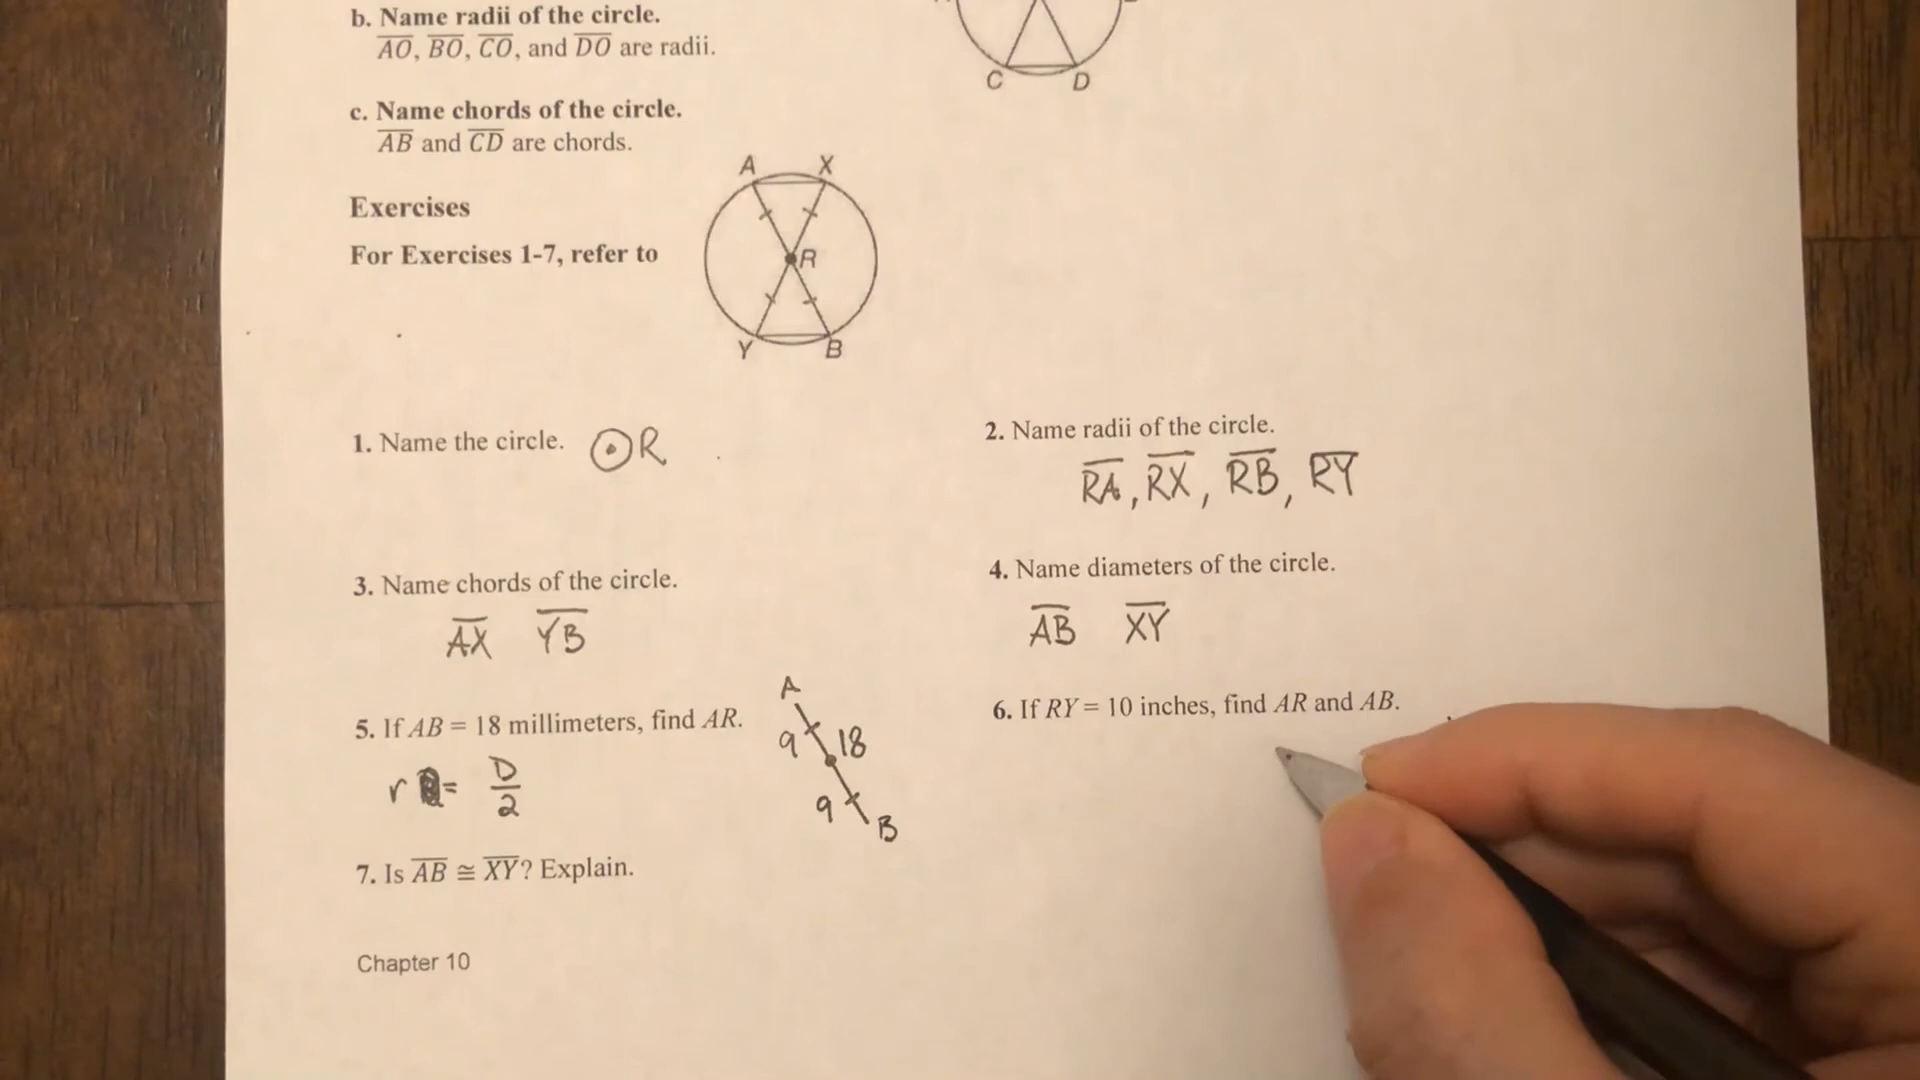 b. Name radii of the circle.
AO, BO, CO, and DO are radii.
C D
c. Name chords of the circle.
AB and CD are chords.
A X
Exercises
For Exercises 1-7, refer to
R
Y B
1. Name the circle. ⊙R
2. Name radii of the circle.
RA, RX, RB, RY
3. Name chords of the circle.
AX YB
4. Name diameters of the circle.
AB XY
5. If AB = 18 millimeters, find AR.
r = D/2
A
9 18
9
B
6. If RY = 10 inches, find AR and AB.
7. Is AB ≅ XY? Explain.
Chapter 10